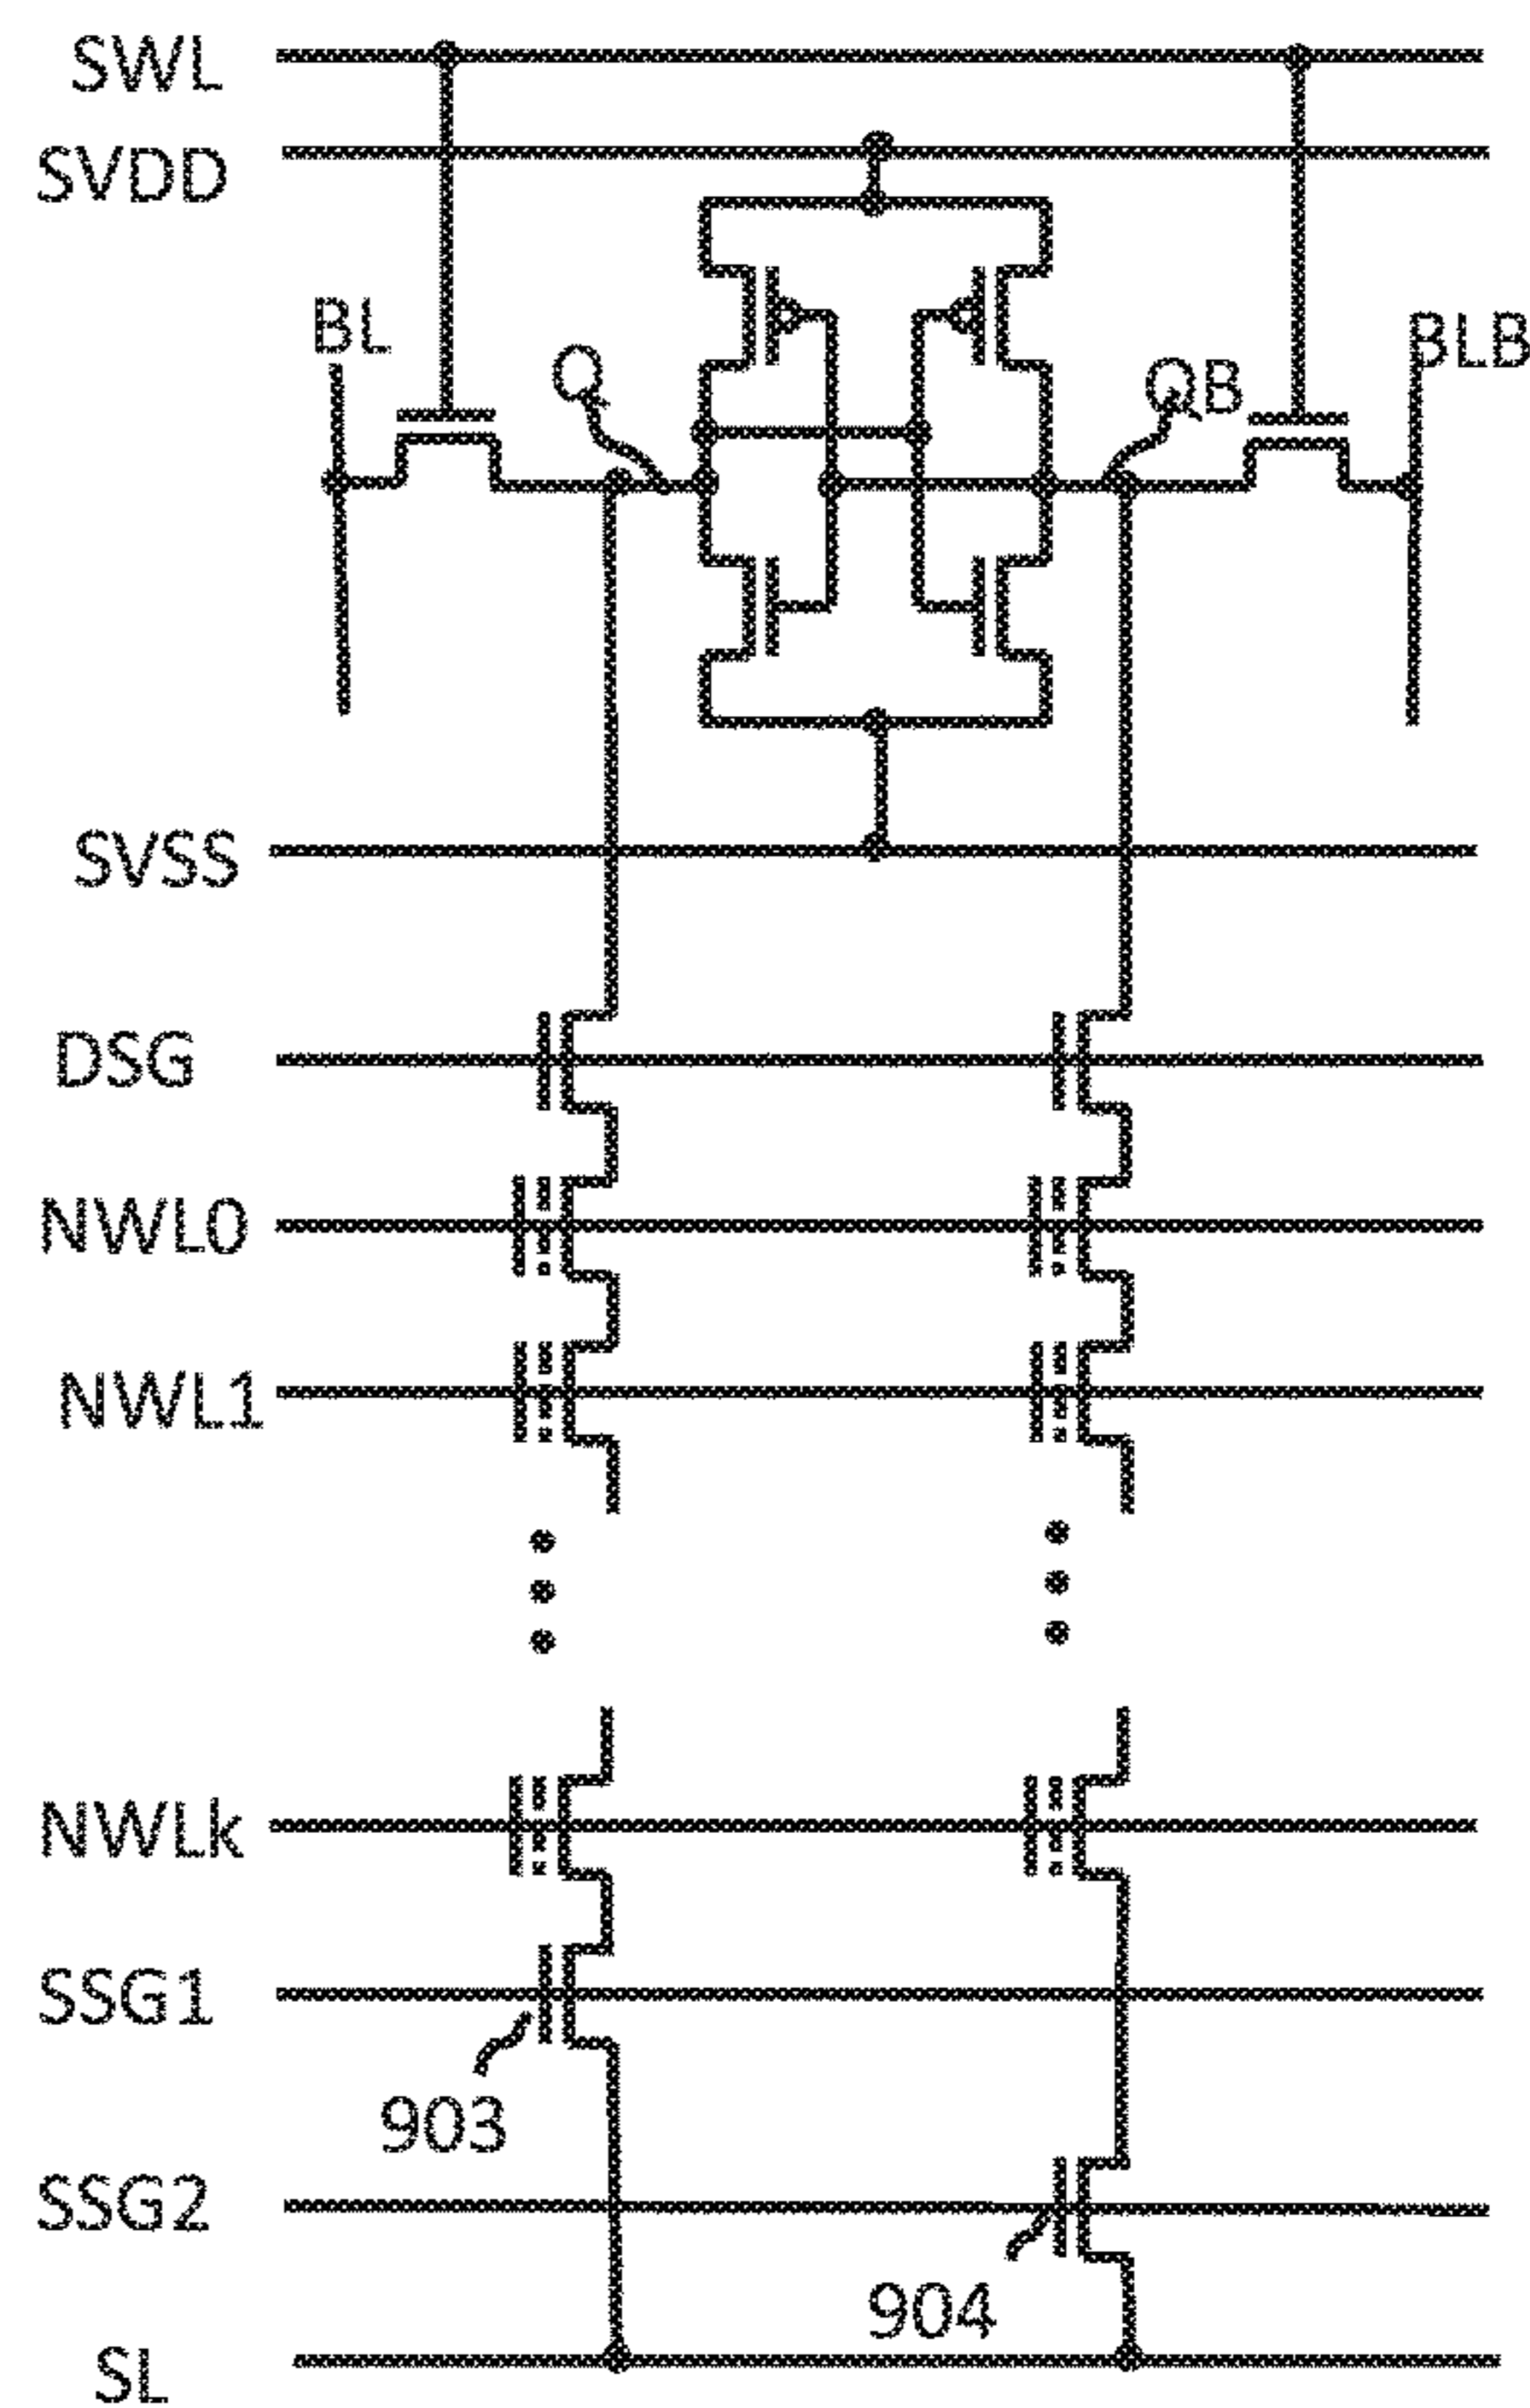 SWL
SVDD
BL
Q
QB
BLB
SVSS
DSG
NWL0
NWL1
NWLk
SSG1
903
SSG2
904
SL